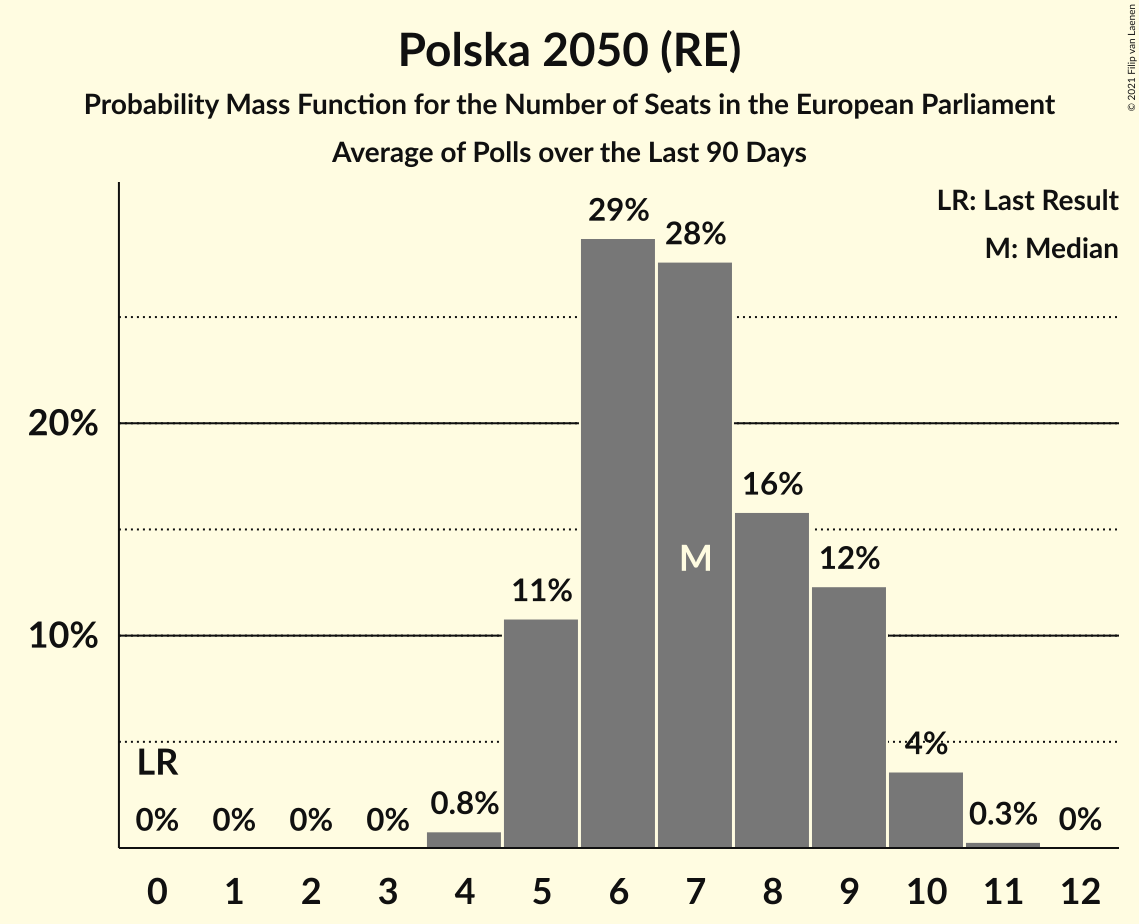 Polska 2050 (RE)
Probability Mass Function for the Number of Seats in the European Parliament
Average of Polls over the Last 90 Days
© 2021 Filip van Laenen
LR: Last Result
M: Median
29%
28%
20%
16%
M
12%
11%
10%
4%
LR
0% 0% 0% 0% 0.8% 0.3% 0%
0 1 2 3 4 5 6 7 8 9 10 11 12